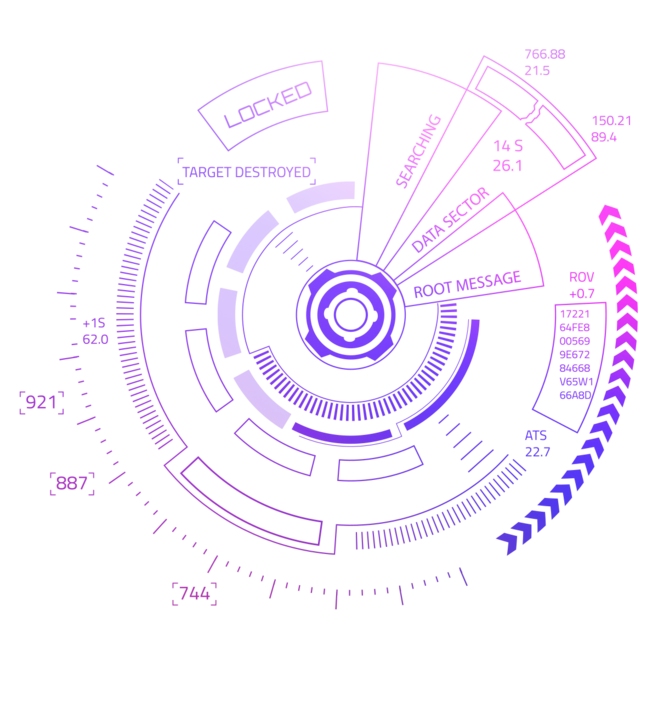 766.88
21.5
LOCKED
150.21
89.4
SEARCHING
14 S
26.1
TARGET DESTROYED
DATA SECTOR
ROOT MESSAGE
ROV
+0.7
17221
64FE8
00569
9E672
84668
V65W1
66A8D
+1S
62.0
921
ATS
22.7
887
744